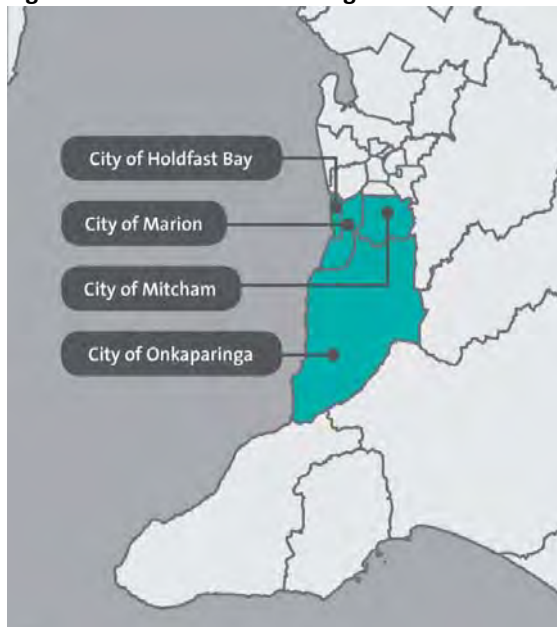 City of Holdfast Bay
City of Marion
City of Mitcham
City of Onkaparinga